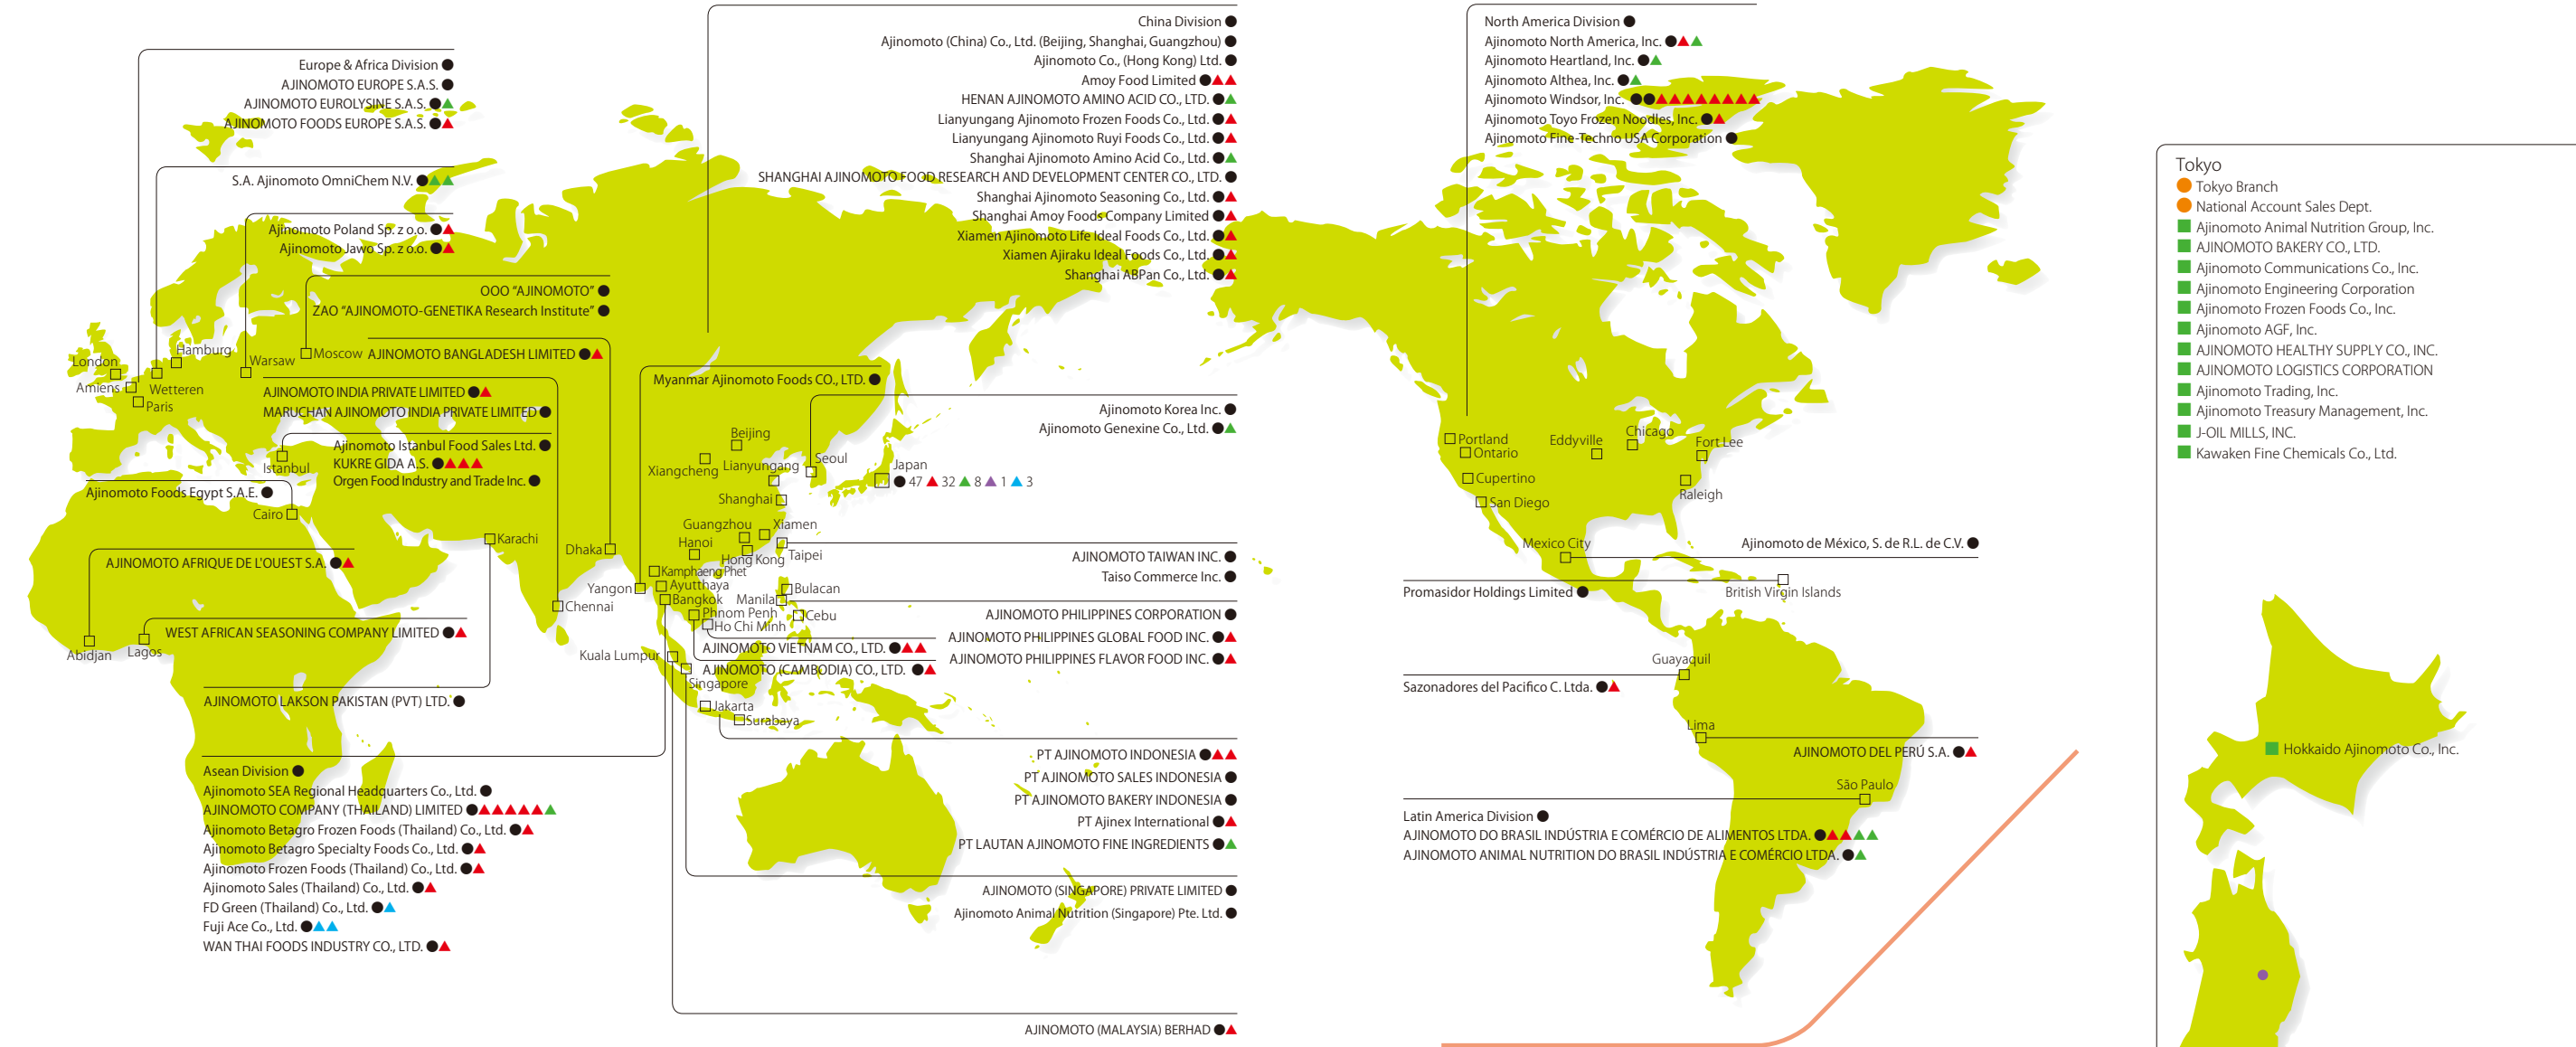 Europe & Africa Division
AJINOMOTO EUROPE S.A.S.
AJINOMOTO EUROLYSINE S.A.S.
AJINOMOTO FOODS EUROPE S.A.S.
S.A. Ajinomoto OmniChem N.V.
Ajinomoto Poland Sp. z o.o.
Ajinomoto Jawo Sp. z o.o.
OOO “AJINOMOTO”
ZAO “AJINOMOTO-GENETIKA Research Institute”
London
Hamburg
Warsaw
Moscow
Amiens
Wetteren
Paris
AJINOMOTO BANGLADESH LIMITED
AJINOMOTO INDIA PRIVATE LIMITED
MARUCHAN AJINOMOTO INDIA PRIVATE LIMITED
Ajinomoto Istanbul Food Sales Ltd.
KUKRE GIDA A.S.
Orgen Food Industry and Trade Inc.
Istanbul
Ajinomoto Foods Egypt S.A.E.
Cairo
Karachi
Dhaka
AJINOMOTO AFRIQUE DE L'OUEST S.A.
WEST AFRICAN SEASONING COMPANY LIMITED
Abidjan
Lagos
Chennai
AJINOMOTO LAKSON PAKISTAN (PVT) LTD.
Asean Division
Ajinomoto SEA Regional Headquarters Co., Ltd.
AJINOMOTO COMPANY (THAILAND) LIMITED
Ajinomoto Betagro Frozen Foods (Thailand) Co., Ltd.
Ajinomoto Betagro Specialty Foods Co., Ltd.
Ajinomoto Frozen Foods (Thailand) Co., Ltd.
Ajinomoto Sales (Thailand) Co., Ltd.
FD Green (Thailand) Co., Ltd.
Fuji Ace Co., Ltd.
WAN THAI FOODS INDUSTRY CO., LTD.
China Division
Ajinomoto (China) Co., Ltd. (Beijing, Shanghai, Guangzhou)
Ajinomoto Co., (Hong Kong) Ltd.
Amoy Food Limited
HENAN AJINOMOTO AMINO ACID CO., LTD.
Lianyungang Ajinomoto Frozen Foods Co., Ltd.
Lianyungang Ajinomoto Ruyi Foods Co., Ltd.
Shanghai Ajinomoto Amino Acid Co., Ltd.
SHANGHAI AJINOMOTO FOOD RESEARCH AND DEVELOPMENT CENTER CO., LTD.
Shanghai Ajinomoto Seasoning Co., Ltd.
Shanghai Amoy Foods Company Limited
Xiamen Ajinomoto Life Ideal Foods Co., Ltd.
Xiamen Ajiraku Ideal Foods Co., Ltd.
Shanghai ABPan Co., Ltd.
Myanmar Ajinomoto Foods CO., LTD.
Ajinomoto Korea Inc.
Ajinomoto Genexine Co., Ltd.
Beijing
Xiangcheng
Lianyungang
Seoul
Japan
47 32 8 1 3
Shanghai
Guangzhou
Xiamen
Hanoi
Hong Kong
Taipei
Kamphaeng Phet
Ayutthaya
Yangon
Bangkok
Manila
Bulacan
Phnom Penh
Cebu
Ho Chi Minh
Kuala Lumpur
Singapore
Jakarta
Surabaya
AJINOMOTO TAIWAN INC.
Taiso Commerce Inc.
AJINOMOTO PHILIPPINES CORPORATION
AJINOMOTO PHILIPPINES GLOBAL FOOD INC.
AJINOMOTO PHILIPPINES FLAVOR FOOD INC.
AJINOMOTO VIETNAM CO., LTD.
AJINOMOTO (CAMBODIA) CO., LTD.
PT AJINOMOTO INDONESIA
PT AJINOMOTO SALES INDONESIA
PT AJINOMOTO BAKERY INDONESIA
PT Ajinex International
PT LAUTAN AJINOMOTO FINE INGREDIENTS
AJINOMOTO (SINGAPORE) PRIVATE LIMITED
Ajinomoto Animal Nutrition (Singapore) Pte. Ltd.
AJINOMOTO (MALAYSIA) BERHAD
North America Division
Ajinomoto North America, Inc.
Ajinomoto Heartland, Inc.
Ajinomoto Althea, Inc.
Ajinomoto Windsor, Inc.
Ajinomoto Toyo Frozen Noodles, Inc.
Ajinomoto Fine-Techno USA Corporation
Portland
Ontario
Cupertino
San Diego
Eddyville
Chicago
Fort Lee
Raleigh
Mexico City
Ajinomoto de México, S. de R.L. de C.V.
Promasidor Holdings Limited
British Virgin Islands
Guayaquil
Sazonadores del Pacifico C. Ltda.
Lima
AJINOMOTO DEL PERÚ S.A.
São Paulo
Latin America Division
AJINOMOTO DO BRASIL INDÚSTRIA E COMÉRCIO DE ALIMENTOS LTDA.
AJINOMOTO ANIMAL NUTRITION DO BRASIL INDÚSTRIA E COMÉRCIO LTDA.
Tokyo
Tokyo Branch
National Account Sales Dept.
Ajinomoto Animal Nutrition Group, Inc.
AJINOMOTO BAKERY CO., LTD.
Ajinomoto Communications Co., Inc.
Ajinomoto Engineering Corporation
Ajinomoto Frozen Foods Co., Inc.
Ajinomoto AGF, Inc.
AJINOMOTO HEALTHY SUPPLY CO., INC.
AJINOMOTO LOGISTICS CORPORATION
Ajinomoto Trading, Inc.
Ajinomoto Treasury Management, Inc.
J-OIL MILLS, INC.
Kawaken Fine Chemicals Co., Ltd.
Hokkaido Ajinomoto Co., Inc.